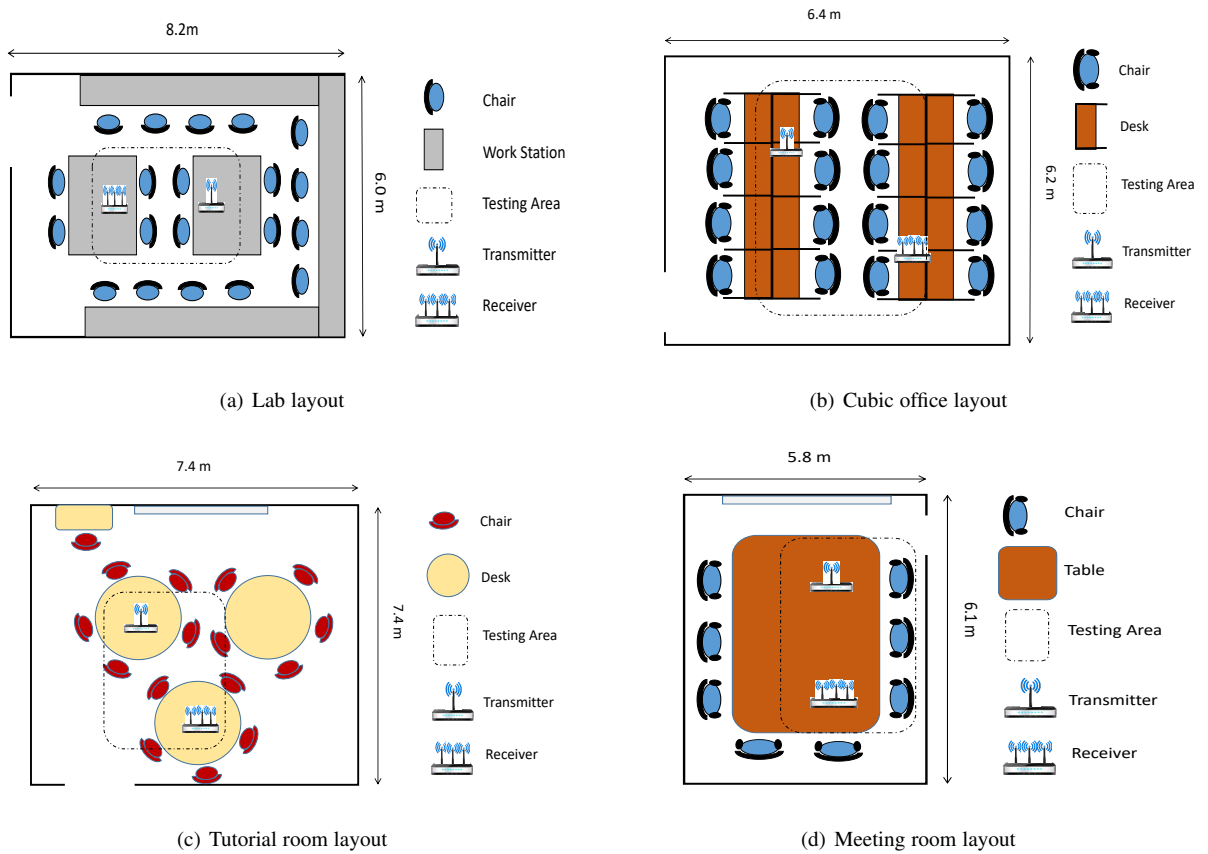 8.2m
6.0 m
Chair
Work Station
Testing Area
Transmitter
Receiver
(a) Lab layout
6.4 m
6.2 m
Chair
Desk
Testing Area
Transmitter
Receiver
(b) Cubic office layout
7.4 m
7.4 m
Chair
Desk
Testing Area
Transmitter
Receiver
(c) Tutorial room layout
5.8 m
6.1 m
Chair
Table
Testing Area
Transmitter
Receiver
(d) Meeting room layout